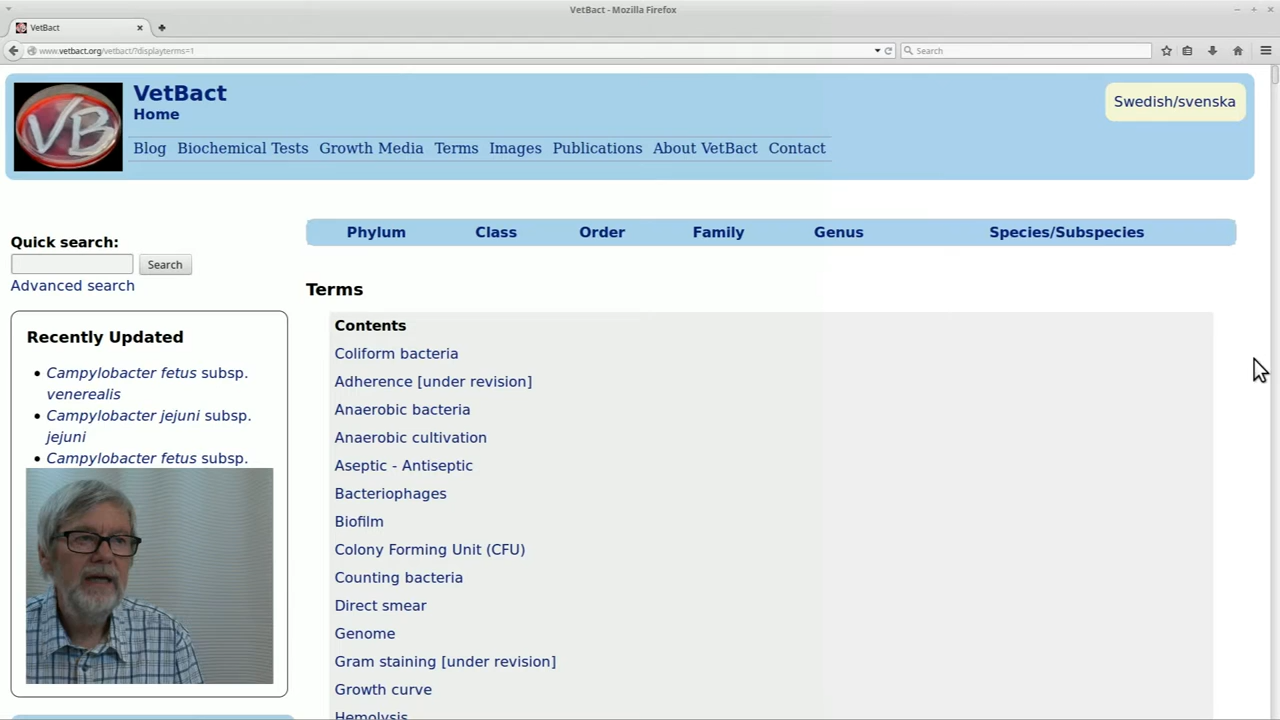 VetBact - Mozilla Firefox
VetBact
www.vetbact.org/vetbact/?displayterms=1
Search
VB
VetBact
Home
Swedish/svenska
Blog Biochemical Tests Growth Media Terms Images Publications About VetBact Contact
Phylum Class Order Family Genus Species/Subspecies
Quick search:
Search
Advanced search
Recently Updated
Campylobacter fetus subsp.
venerealis
Campylobacter jejuni subsp.
jejuni
Campylobacter fetus subsp.
Terms
Contents
Coliform bacteria
Adherence [under revision]
Anaerobic bacteria
Anaerobic cultivation
Aseptic - Antiseptic
Bacteriophages
Biofilm
Colony Forming Unit (CFU)
Counting bacteria
Direct smear
Genome
Gram staining [under revision]
Growth curve
Hemolysis